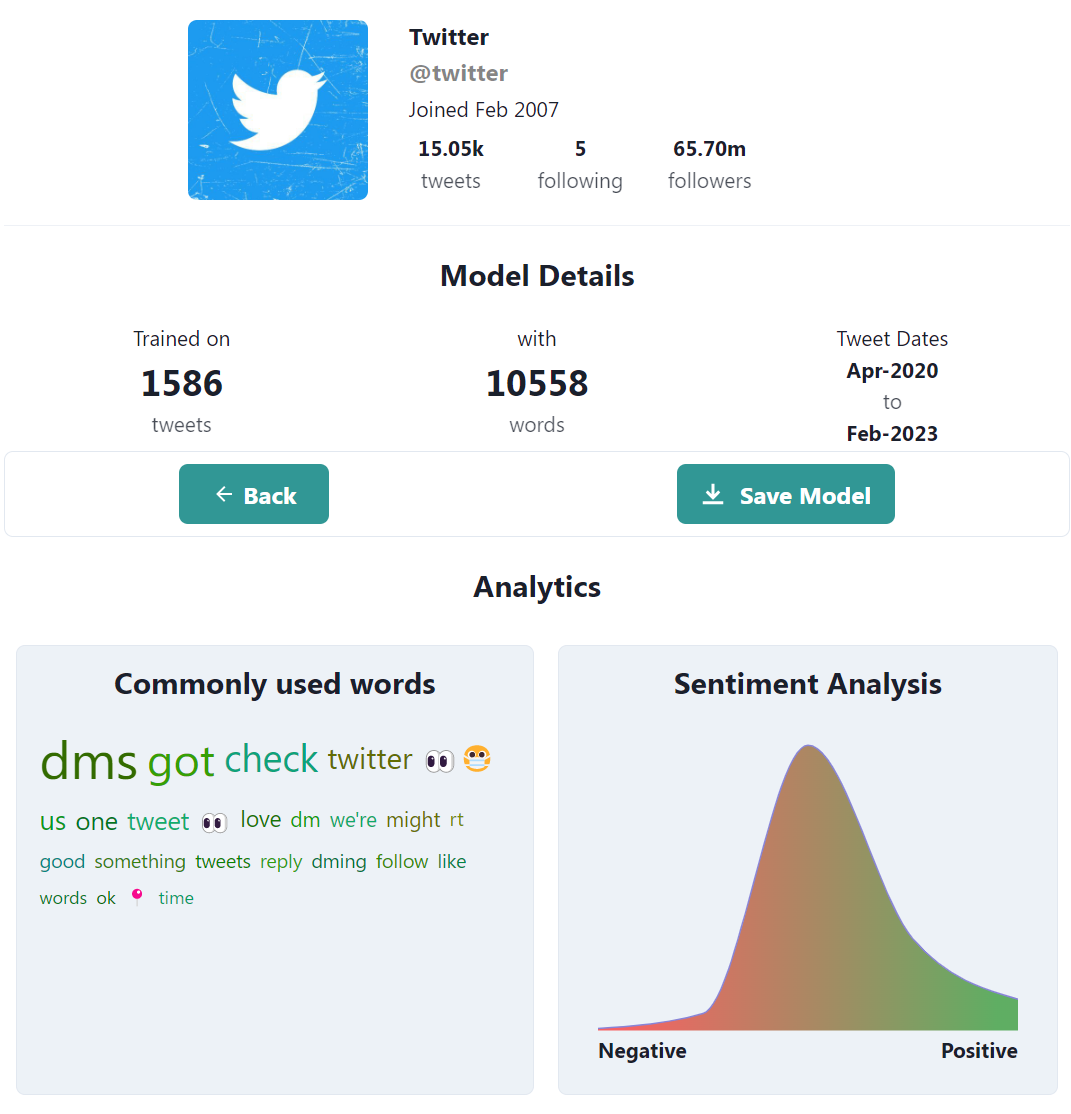 Twitter
@twitter
Joined Feb 2007
15.05k 5 65.70m
tweets following followers
Model Details
Trained on with Tweet Dates
1586 10558 Apr-2020
tweets words to
Feb-2023
← Back Save Model
Analytics
Commonly used words
dms got check twitter 👀 😷
us one tweet 👀 love dm we're might rt
good something tweets reply dming follow like
words ok 📍 time
Sentiment Analysis
Negative Positive